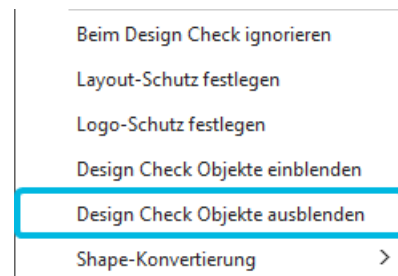 Beim Design Check ignorieren
Layout-Schutz festlegen
Logo-Schutz festlegen
Design Check Objekte einblenden
Design Check Objekte ausblenden
Shape-Konvertierung